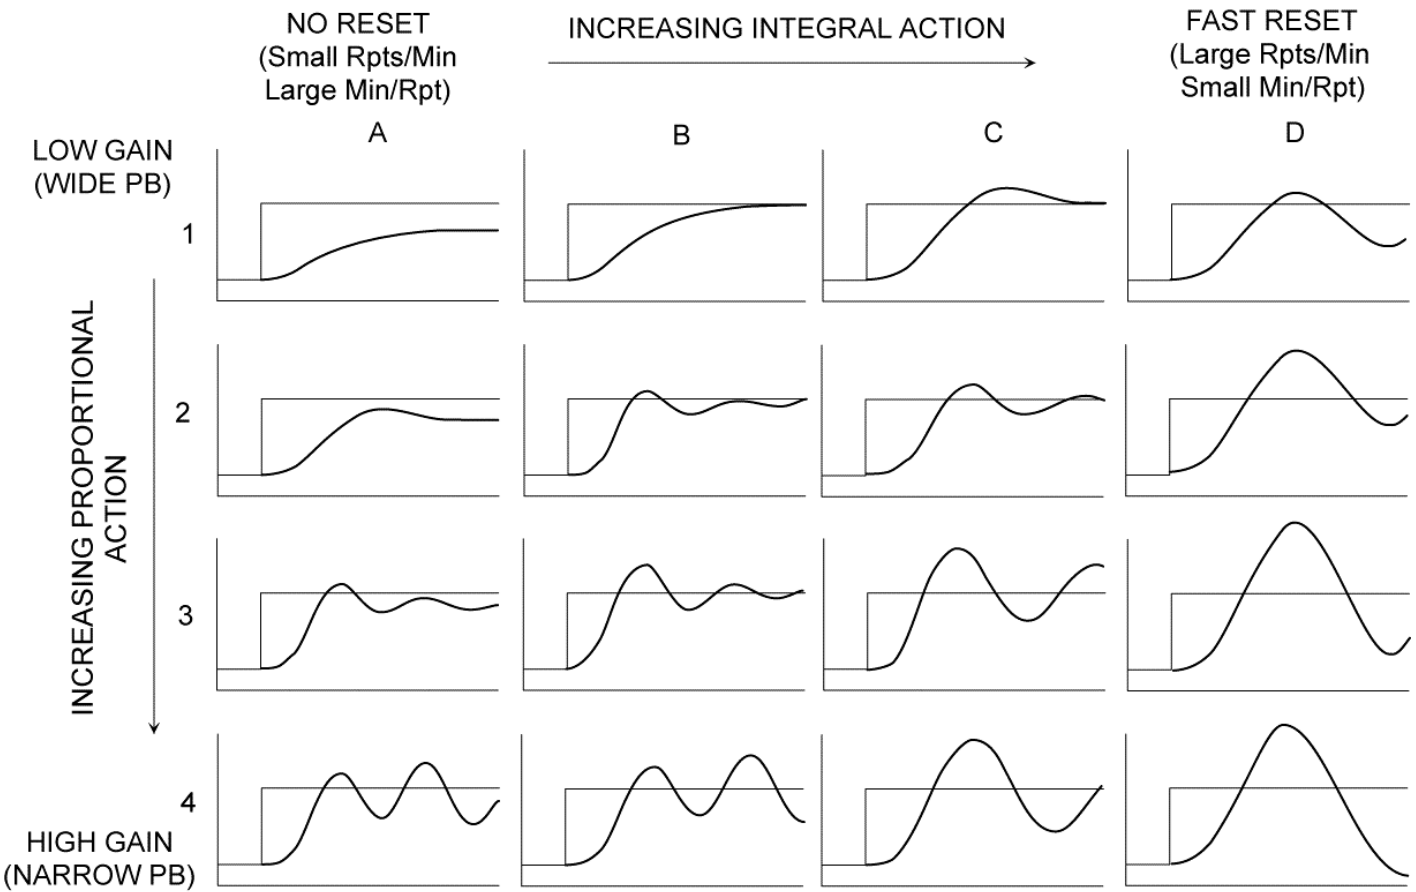 NO RESET
(Small Rpts/Min
Large Min/Rpt)
INCREASING INTEGRAL ACTION
FAST RESET
(Large Rpts/Min
Small Min/Rpt)
A
B
C
D
LOW GAIN
(WIDE PB)
1
2
3
4
INCREASING PROPORTIONAL
ACTION
HIGH GAIN
(NARROW PB)